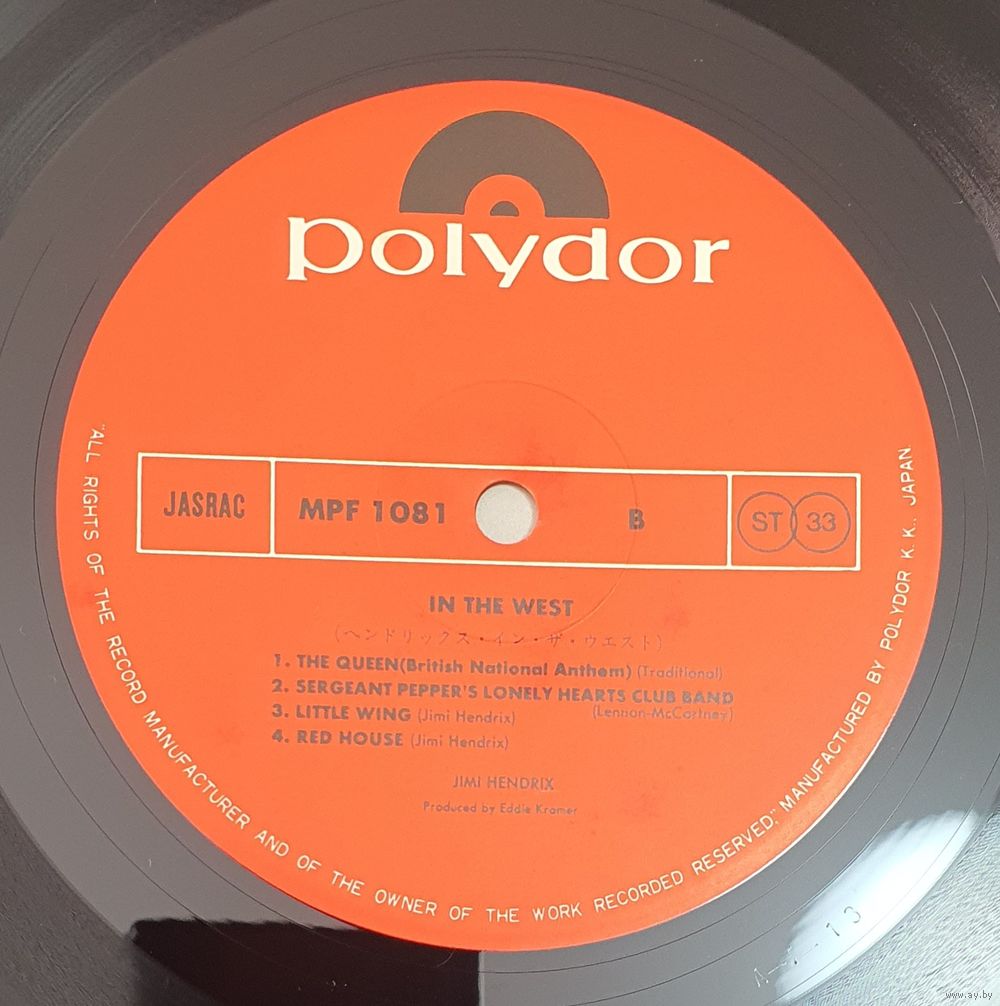 polydor
JASRAC
MPF 1081
B
ST 33
IN THE WEST
(ヘンドリックス・イン・ザ・ウエスト)
1. THE QUEEN(British National Anthem) (Traditional)
2. SERGEANT PEPPER'S LONELY HEARTS CLUB BAND
(Lennon-McCartney)
3. LITTLE WING (Jimi Hendrix)
4. RED HOUSE (Jimi Hendrix)
JIMI HENDRIX
Produced by Eddie Kramer
"ALL RIGHTS OF THE RECORD MANUFACTURER AND OF THE OWNER OF THE WORK RECORDED RESERVED," MANUFACTURED BY POLYDOR K. K., JAPAN
www.ay.by